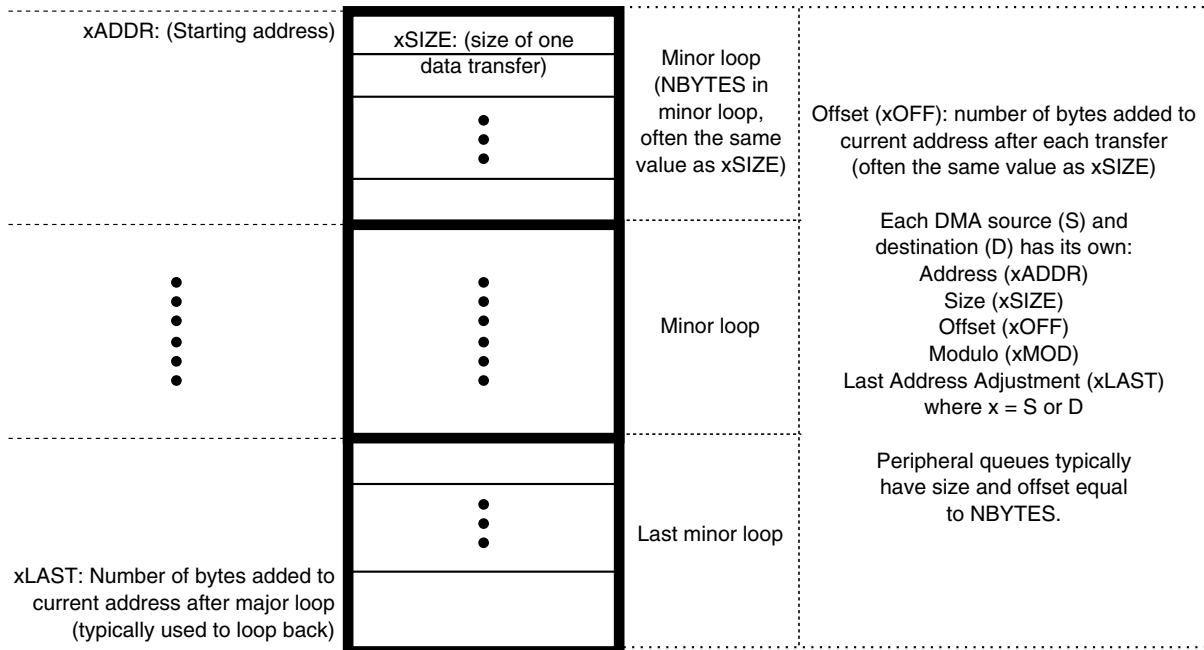 xADDR: (Starting address)
xSIZE: (size of one
data transfer)
Minor loop
(NBYTES in
minor loop,
often the same
value as xSIZE)
Offset (xOFF): number of bytes added to
current address after each transfer
(often the same value as xSIZE)
Each DMA source (S) and
destination (D) has its own:
Address (xADDR)
Size (xSIZE)
Offset (xOFF)
Modulo (xMOD)
Last Address Adjustment (xLAST)
where x = S or D
Peripheral queues typically
have size and offset equal
to NBYTES.
Minor loop
Last minor loop
xLAST: Number of bytes added to
current address after major loop
(typically used to loop back)